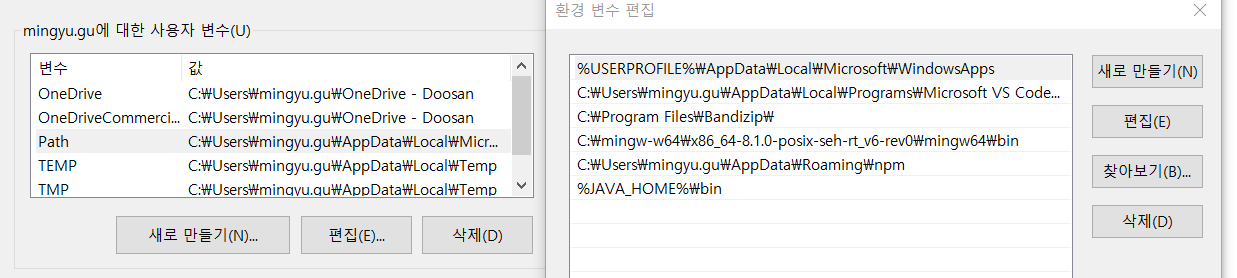 mingyu.gu에 대한 사용자 변수(U)
변수 값
OneDrive C:₩Users₩mingyu.gu₩OneDrive - Doosan
OneDriveCommerci... C:₩Users₩mingyu.gu₩OneDrive - Doosan
Path C:₩Users₩mingyu.gu₩AppData₩Local₩Micr...
TEMP C:₩Users₩mingyu.gu₩AppData₩Local₩Temp
TMP C:₩Users₩mingyu.gu₩AppData₩Local₩Temp
새로 만들기(N)... 편집(E)... 삭제(D)
환경 변수 편집
%USERPROFILE%₩AppData₩Local₩Microsoft₩WindowsApps
C:₩Users₩mingyu.gu₩AppData₩Local₩Programs₩Microsoft VS Code...
C:₩Program Files₩Bandizip₩
C:₩mingw-w64₩x86_64-8.1.0-posix-seh-rt_v6-rev0₩mingw64₩bin
C:₩Users₩mingyu.gu₩AppData₩Roaming₩npm
%JAVA_HOME%₩bin
새로 만들기(N)
편집(E)
찾아보기(B)...
삭제(D)